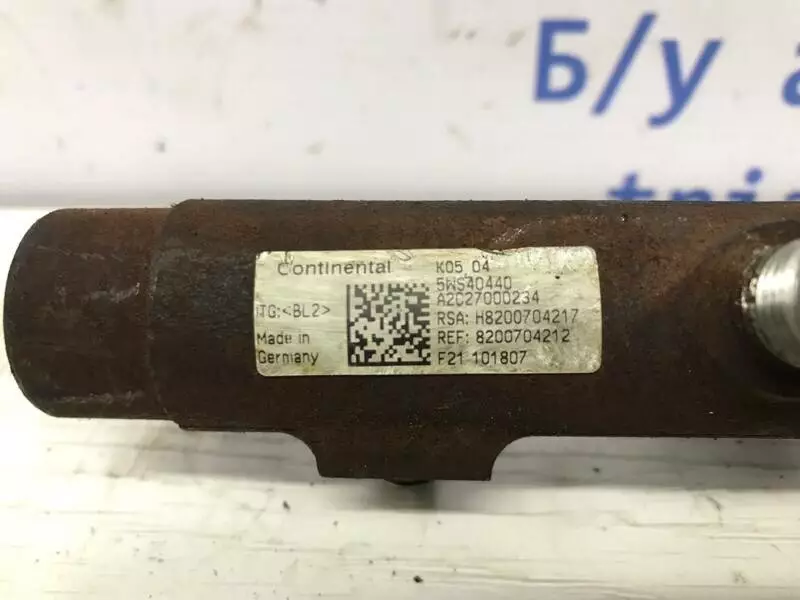 Б/у а
Continental
K05 04
5WS40440
A2C27000234
ITG:<BL2>
RSA: H8200704217
Made in
Germany
REF: 8200704212
F21 101807